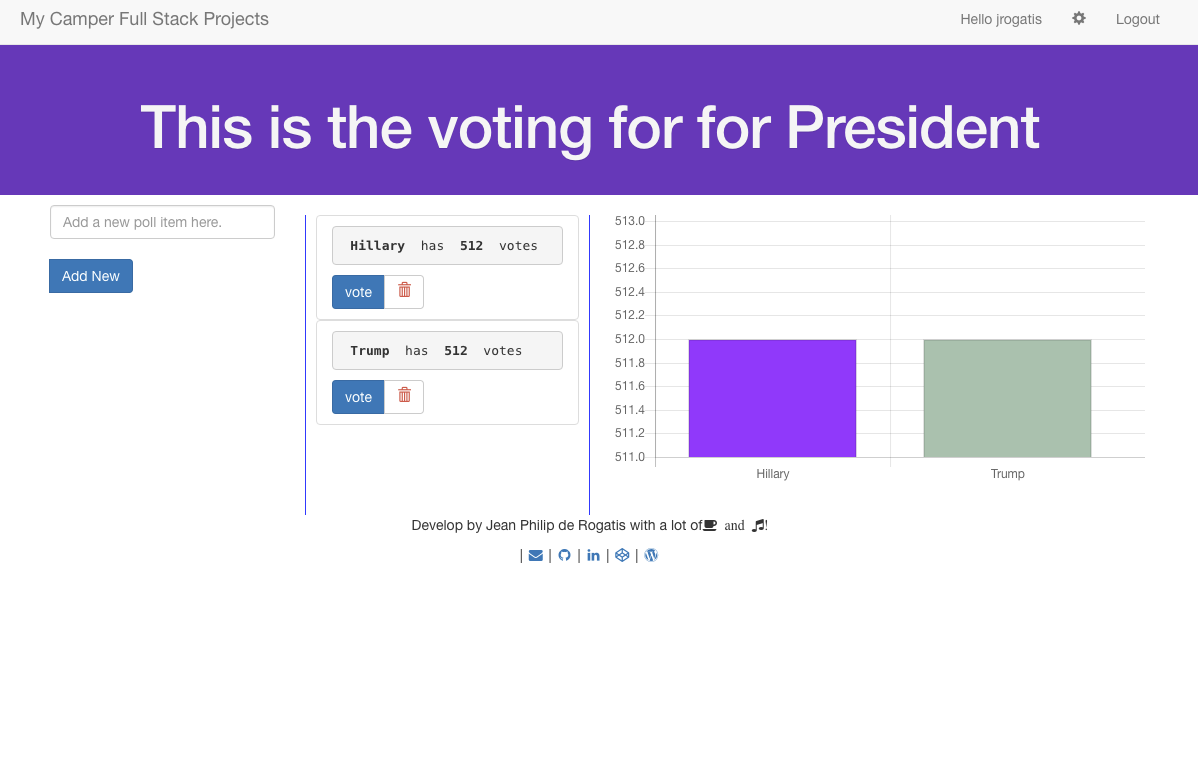 My Camper Full Stack Projects
Hello jrogatis
Logout
This is the voting for for President
Add a new poll item here.
Add New
Hillary has 512 votes
vote
Trump has 512 votes
vote
513.0
512.8
512.6
512.4
512.2
512.0
511.8
511.6
511.4
511.2
511.0
Hillary
Trump
Develop by Jean Philip de Rogatis with a lot of and !
| | | | |